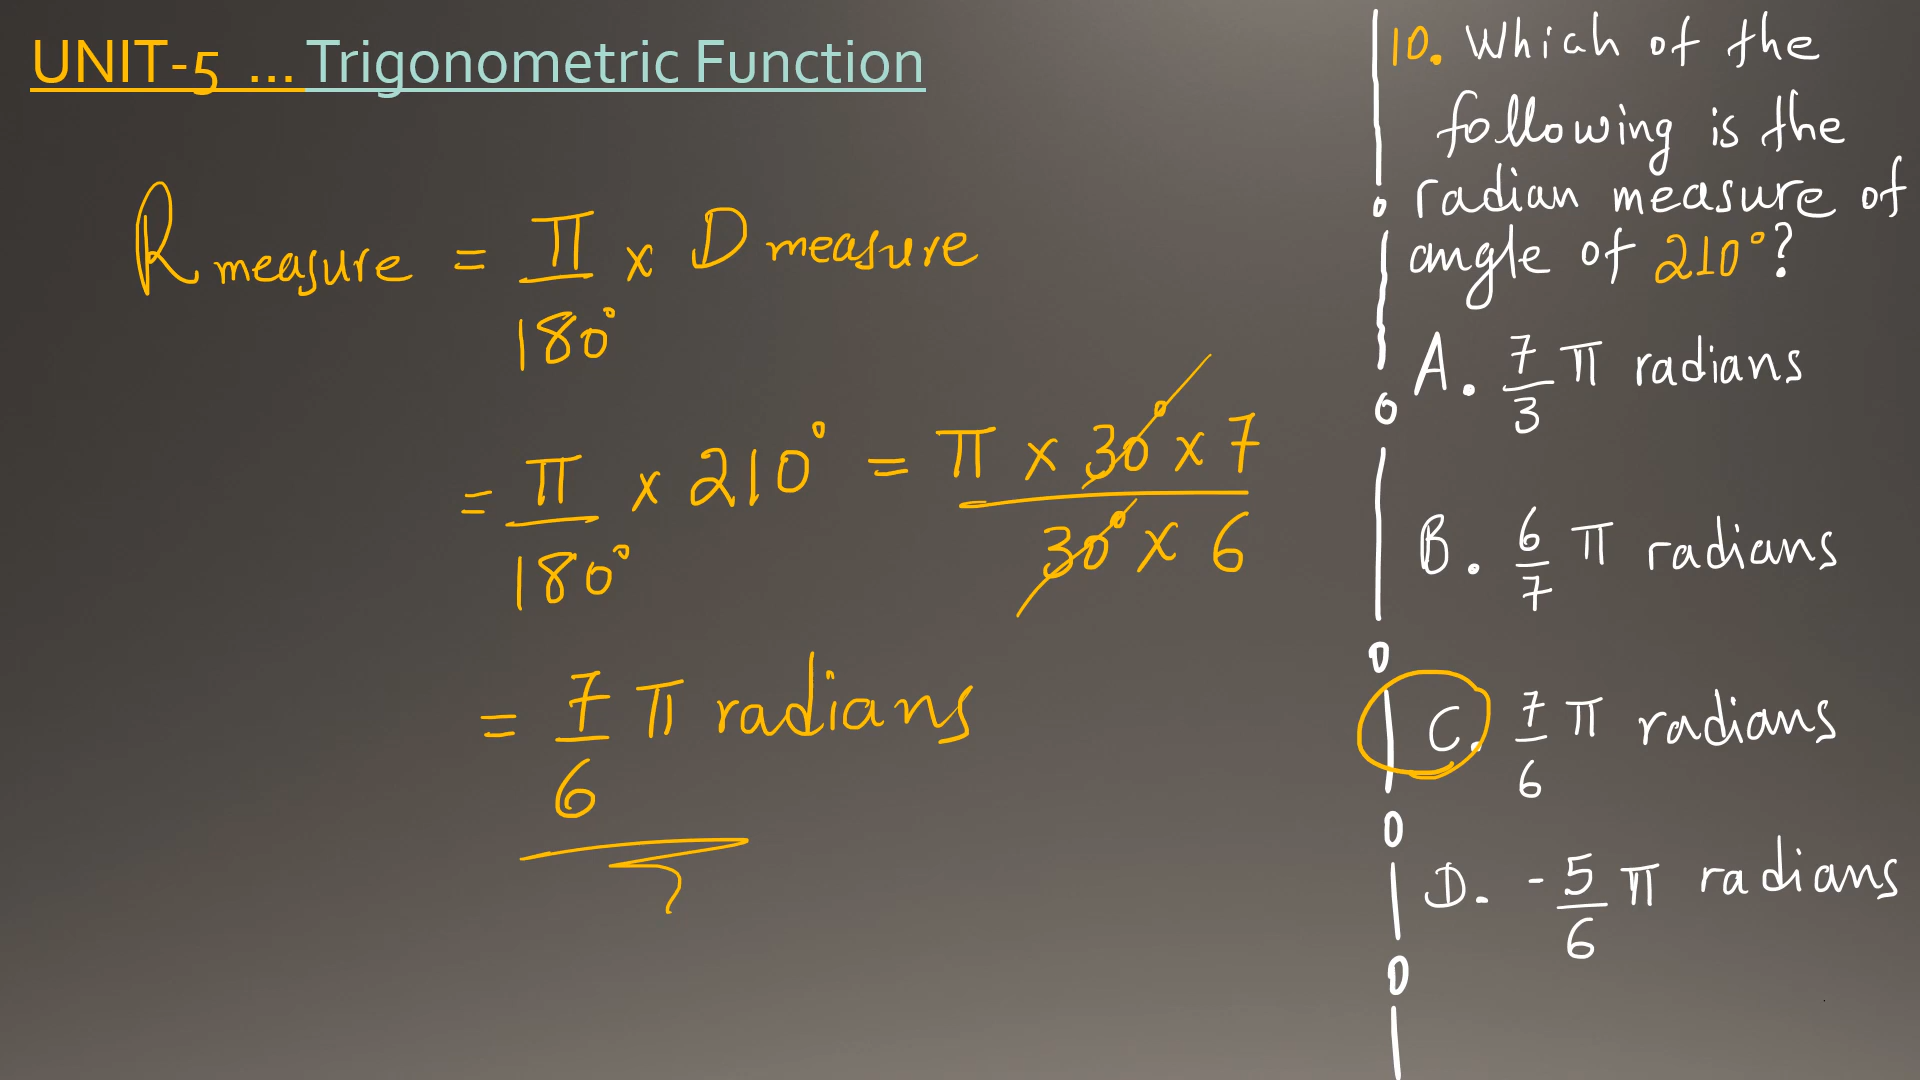 UNIT-5 ... Trigonometric Function
R measure = π/180° x D measure
= π/180° x 210° = π x 30° x 7 / 30° x 6
= 7/6 π radians
10. Which of the
following is the
radian measure of
angle of 210°?
A. 7/3 π radians
B. 6/7 π radians
C. 7/6 π radians
D. -5/6 π radians